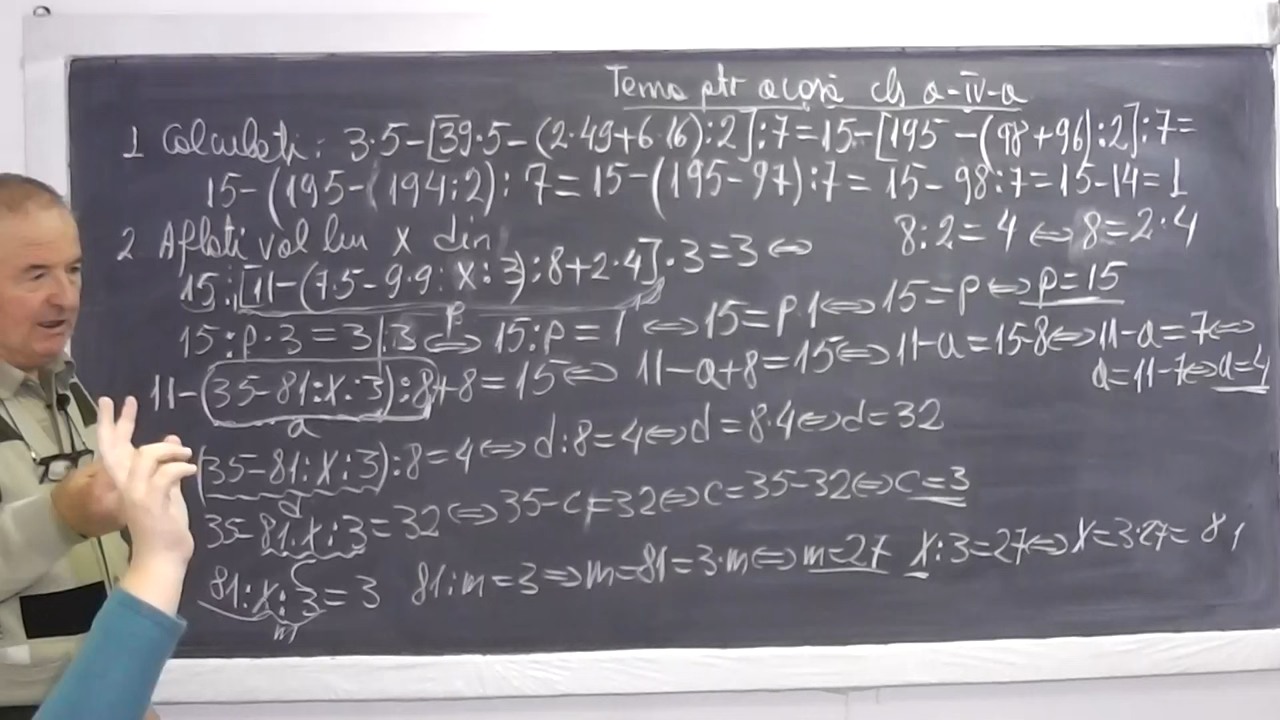 Tema ptr acasă cls a-IV-a
1 Calculați: 3·5-[39·5-(2·49+6·16):2]:7=15-[195-(98+96):2]:7=
15-(195-(194:2):7=15-(195-97):7=15-98:7=15-14=1
2 Aflați val lui x din
8:2=4⇔8=2·4
15:[11-(7·5-9·9:x:3):8+2·4]·3=3⇔
p
15:p·3=3|:3⇔15:p=1⇔15=p·1⇔15=p⇔p=15
11-(35-81:x:3):8+8=15⇔11-a+8=15⇔11-a=15-8⇔11-a=7⇔
a
a=11-7⇔a=4
(35-81:x:3):8=4⇔d:8=4⇔d=8·4⇔d=32
d
35-81:x:3=32⇔35-c=32⇔c=35-32⇔c=3
81:x:3=3 81:m=3⇒m=81=3·m⇔m=27 x:3=27⇔x=3·27=81
m